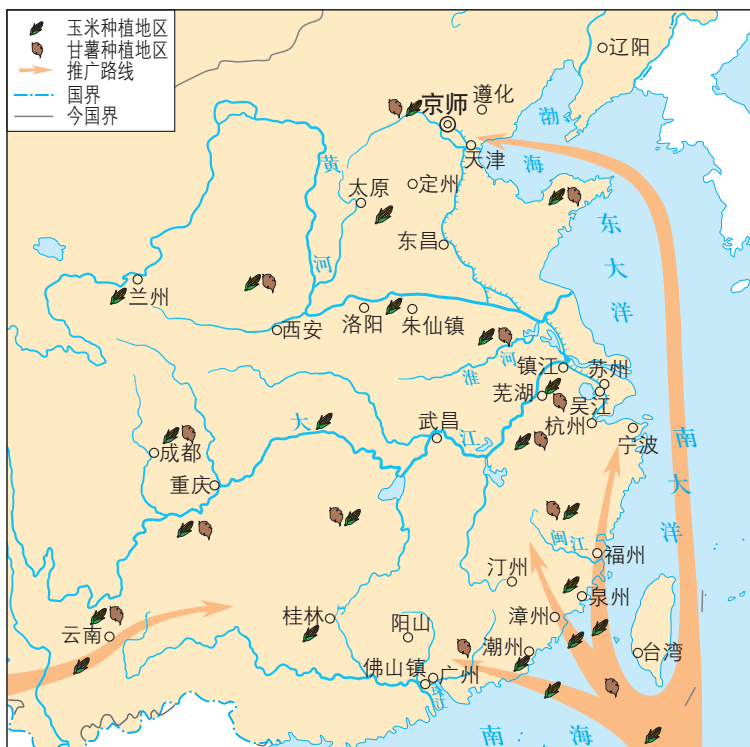 玉米种植地区
甘薯种植地区
推广路线
国界
今国界
辽阳
京师
遵化
渤
海
天津
黄
河
太原
定州
东昌
东
大
洋
兰州
西安
洛阳
朱仙镇
淮
河
镇江
苏州
芜湖
吴江
杭州
宁波
大
江
武昌
成都
重庆
南
大
洋
闽江
福州
汀州
泉州
漳州
台湾
云南
桂林
阳山
潮州
佛山镇
广州
珠江
南
海